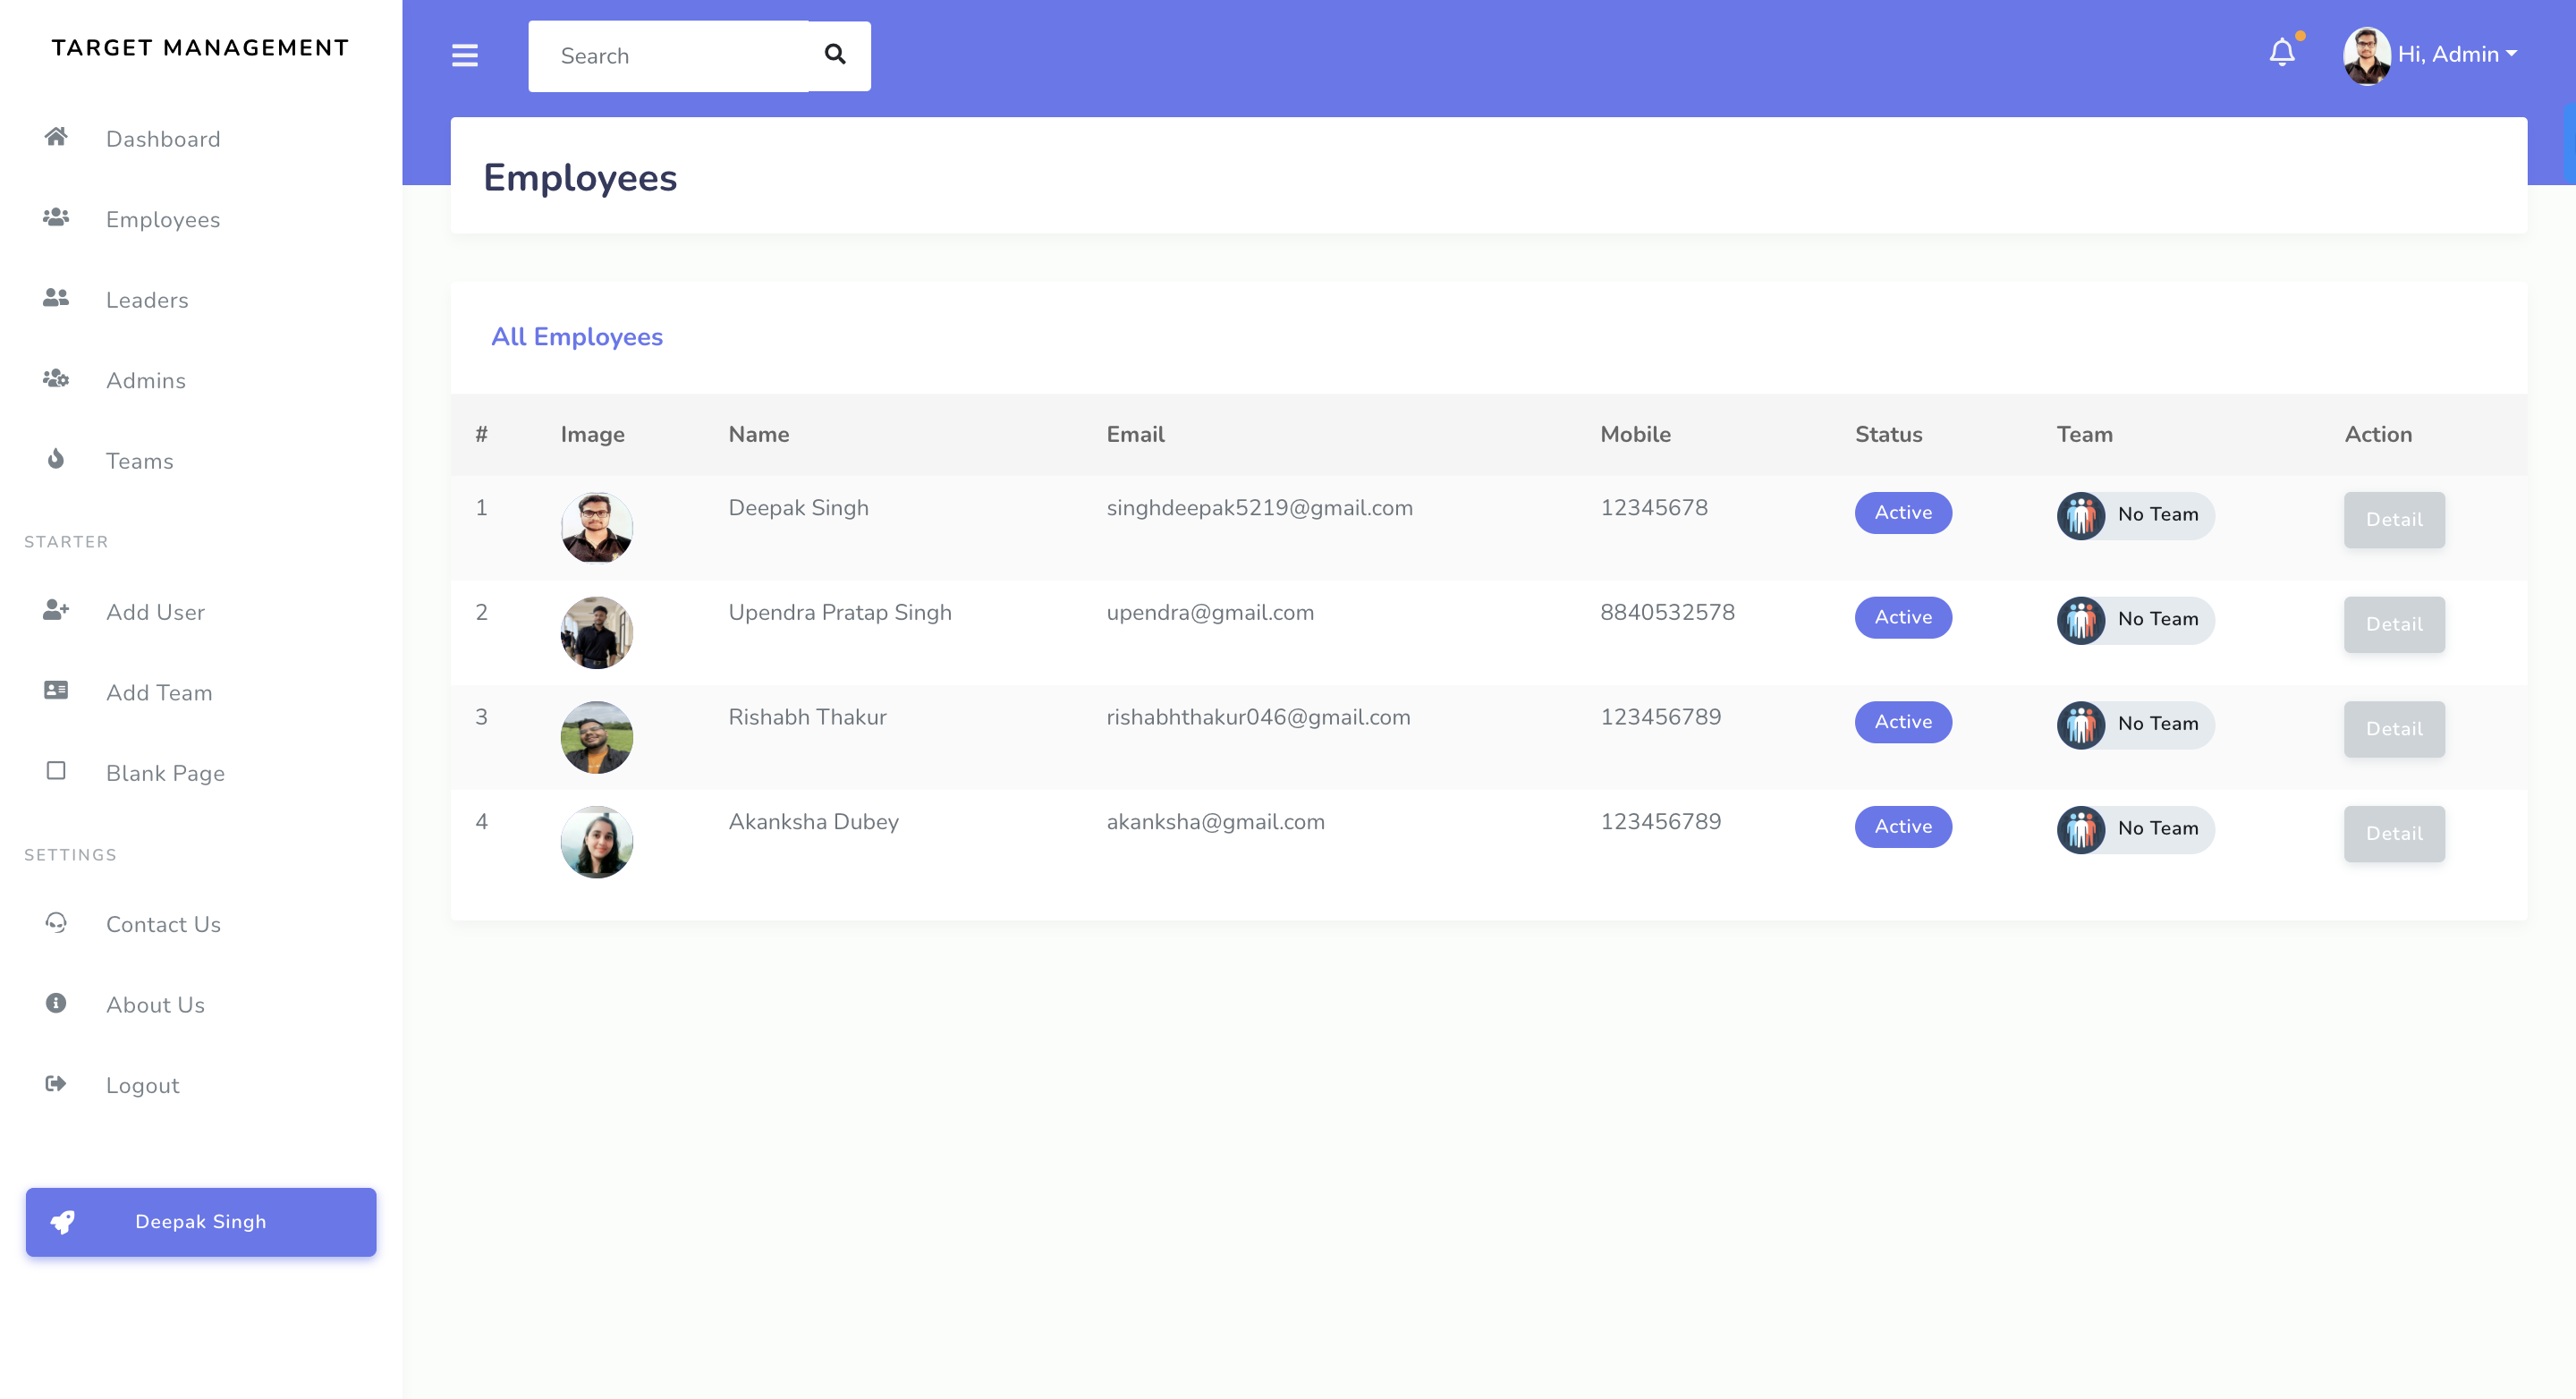 TARGET MANAGEMENT
Dashboard
Employees
Leaders
Admins
Teams
STARTER
Add User
Add Team
Blank Page
SETTINGS
Contact Us
About Us
Logout
Deepak Singh
Search
Hi, Admin
Employees
All Employees
# Image Name Email Mobile Status Team Action
1 Deepak Singh singhdeepak5219@gmail.com 12345678 Active No Team Detail
2 Upendra Pratap Singh upendra@gmail.com 8840532578 Active No Team Detail
3 Rishabh Thakur rishabhthakur046@gmail.com 123456789 Active No Team Detail
4 Akanksha Dubey akanksha@gmail.com 123456789 Active No Team Detail